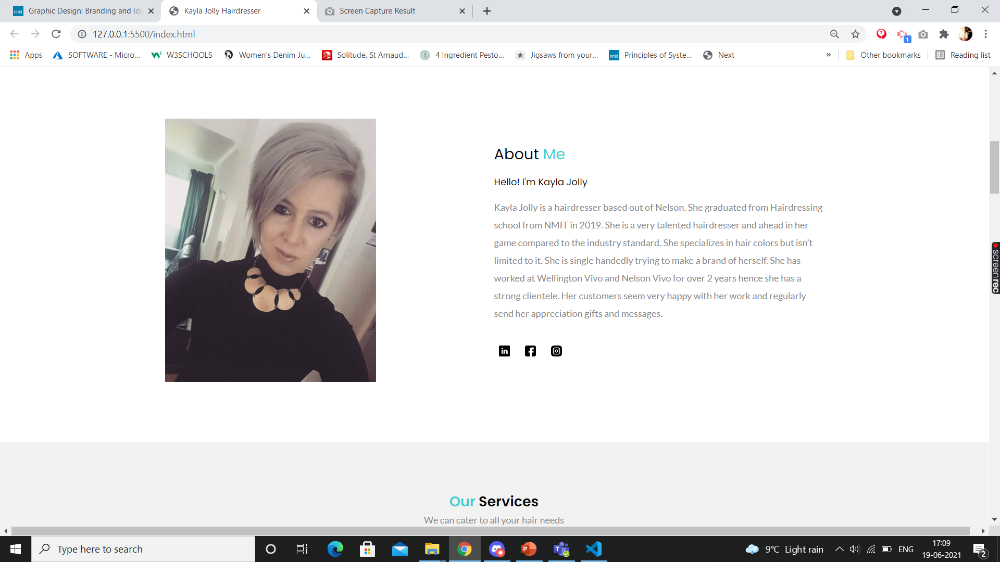 nmit Graphic Design: Branding and Ide
Kayla Jolly Hairdresser
Screen Capture Result
127.0.0.1:5500/index.html
1
Apps
SOFTWARE - Micro...
W3SCHOOLS
Women's Denim Ju...
Solitude, St Arnaud...
4 Ingredient Pesto...
Jigsaws from your...
nmit Principles of Syste...
Next
»
Other bookmarks
Reading list
About Me
Hello! I'm Kayla Jolly
Kayla Jolly is a hairdresser based out of Nelson. She graduated from Hairdressing
school from NMIT in 2019. She is a very talented hairdresser and ahead in her
game compared to the industry standard. She specializes in hair colors but isn’t
limited to it. She is single handedly trying to make a brand of herself. She has
worked at Wellington Vivo and Nelson Vivo for over 2 years hence she has a
strong clientele. Her customers seem very happy with her work and regularly
send her appreciation gifts and messages.
in
screenrec
Our Services
We can cater to all your hair needs
Type here to search
9°C Light rain
ENG
17:09
19-06-2021
2